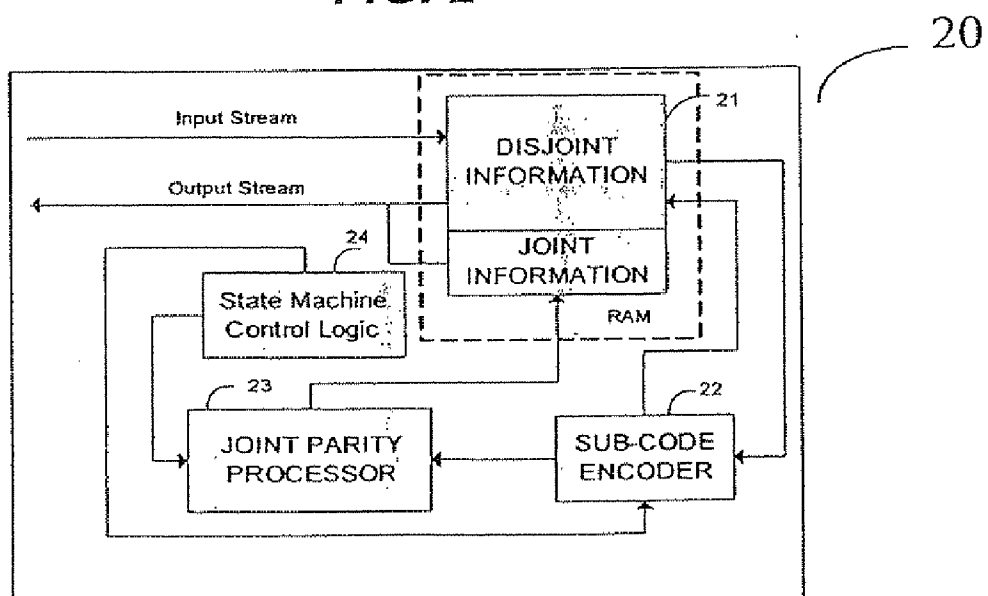 20
Input Stream
21
DISJOINT
INFORMATION
Output Stream
24
JOINT
INFORMATION
State Machine
Control Logic
RAM
23
22
JOINT PARITY
PROCESSOR
SUB-CODE
ENCODER